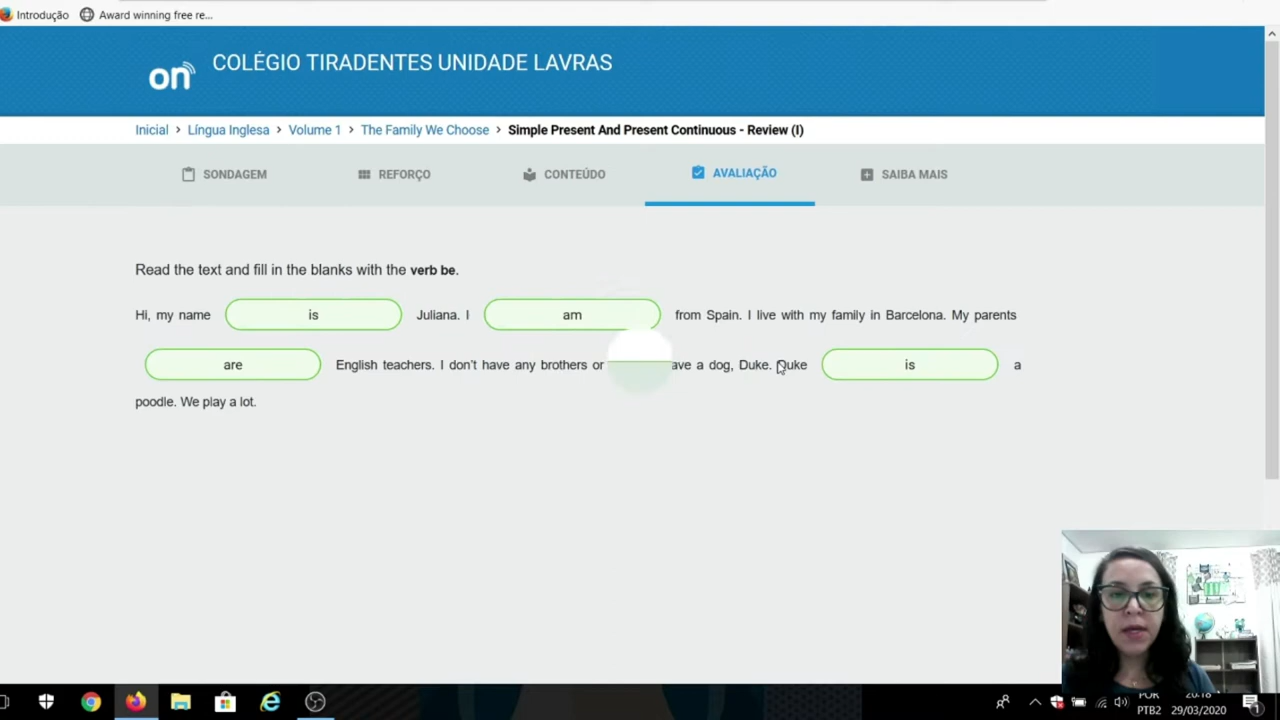 Introdução Award winning free re...
on COLÉGIO TIRADENTES UNIDADE LAVRAS
Inicial > Língua Inglesa > Volume 1 > The Family We Choose > Simple Present And Present Continuous - Review (I)
SONDAGEM REFORÇO CONTEÚDO AVALIAÇÃO SAIBA MAIS
Read the text and fill in the blanks with the verb be.
Hi, my name is Juliana. I am from Spain. I live with my family in Barcelona. My parents
are English teachers. I don't have any brothers or ave a dog, Duke. Duke is a
poodle. We play a lot.
POR
20:18
PTB2
29/03/2020
1